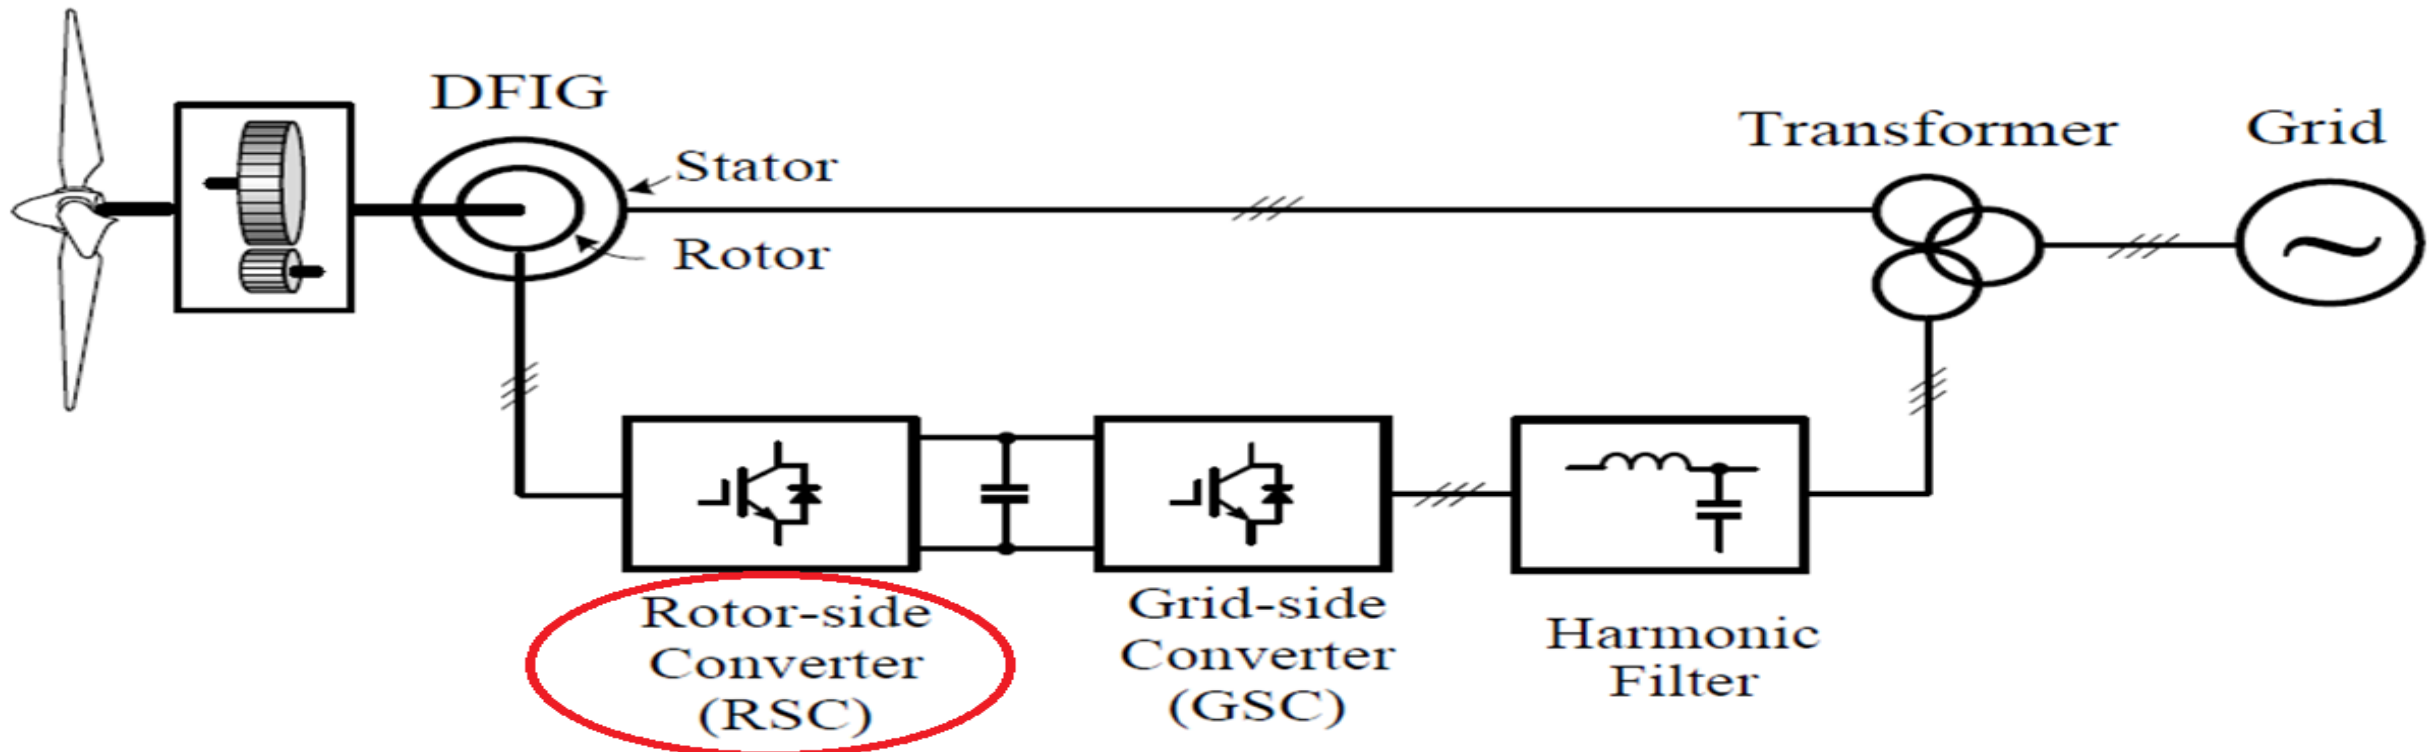 DFIG
Stator
Rotor
Transformer
Grid
Rotor-side
Converter
(RSC)
Grid-side
Converter
(GSC)
Harmonic
Filter